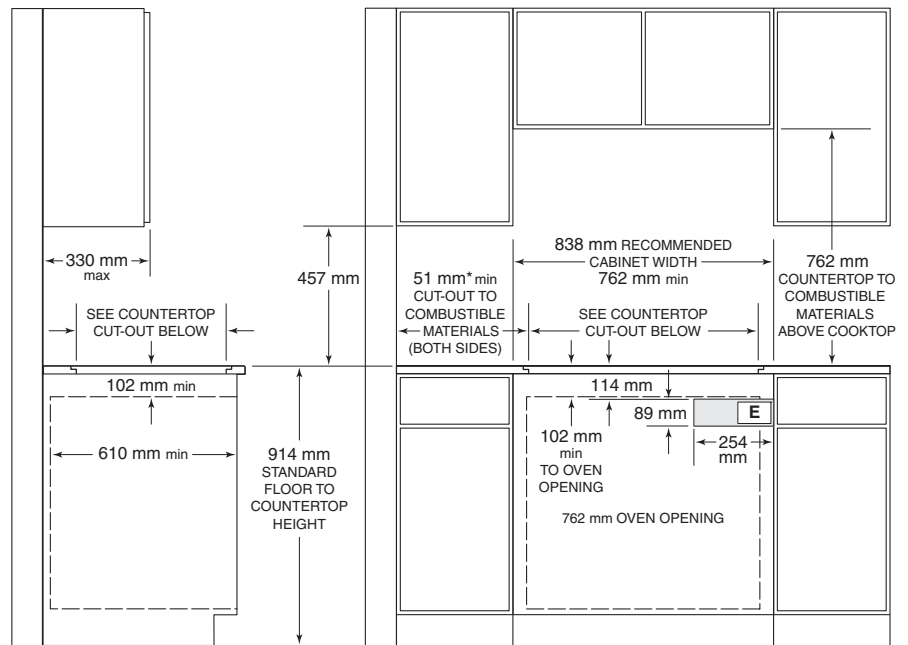 330 mm
max
457 mm
838 mm RECOMMENDED
CABINET WIDTH
762 mm min
51 mm* min
CUT-OUT TO
COMBUSTIBLE
MATERIALS
(BOTH SIDES)
762 mm
COUNTERTOP TO
COMBUSTIBLE
MATERIALS
ABOVE COOKTOP
SEE COUNTERTOP
CUT-OUT BELOW
SEE COUNTERTOP
CUT-OUT BELOW
102 mm min
610 mm min
914 mm
STANDARD
FLOOR TO
COUNTERTOP
HEIGHT
114 mm
89 mm
E
254
mm
102 mm
min
TO OVEN
OPENING
762 mm OVEN OPENING